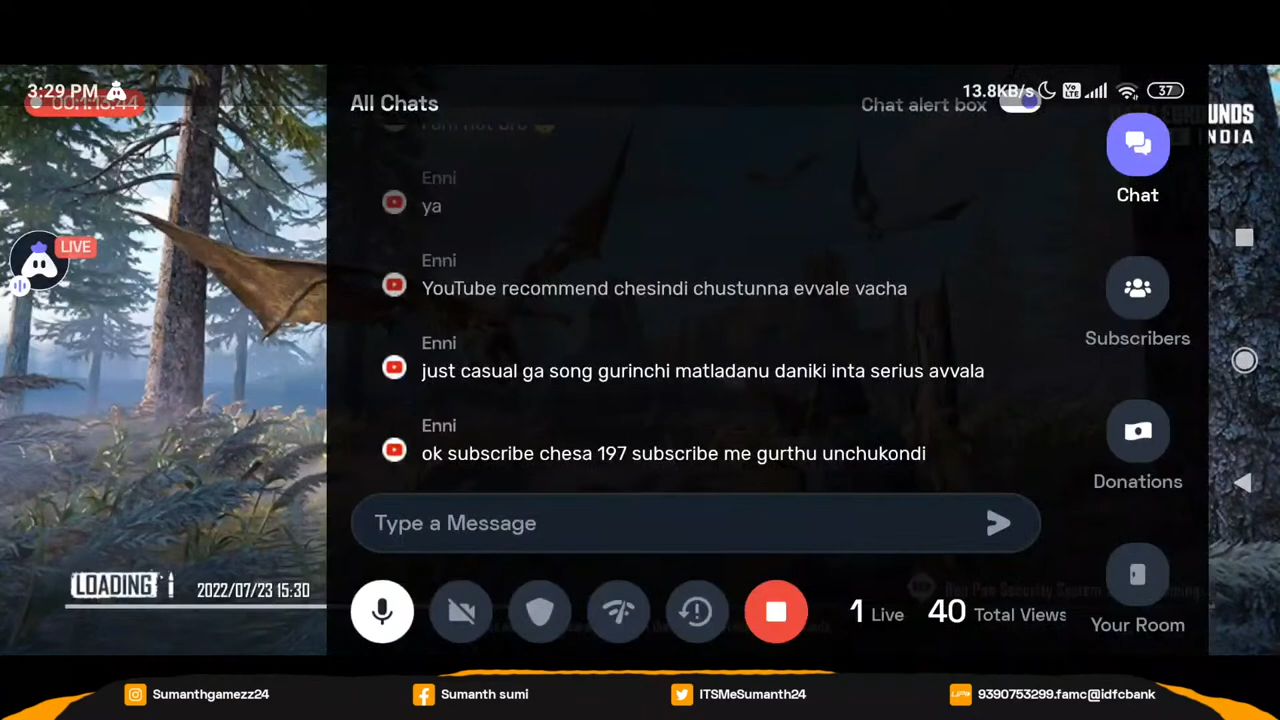 3:29 PM
13.8KB/s
Vo LTE
37
All Chats
Chat alert box
INDIA
LIVE
Chat
Enni
ya
Enni
YouTube recommend chesindi chustunna evvale vacha
Subscribers
Enni
just casual ga song gurinchi matladanu daniki inta serius avvala
Enni
ok subscribe chesa 197 subscribe me gurthu unchukondi
Donations
Type a Message
LOADING
2022/07/23 15:30
1 Live
40 Total Views
Your Room
Sumanthgamezz24
Sumanth sumi
ITSMeSumanth24
9390753299.famc@idfcbank